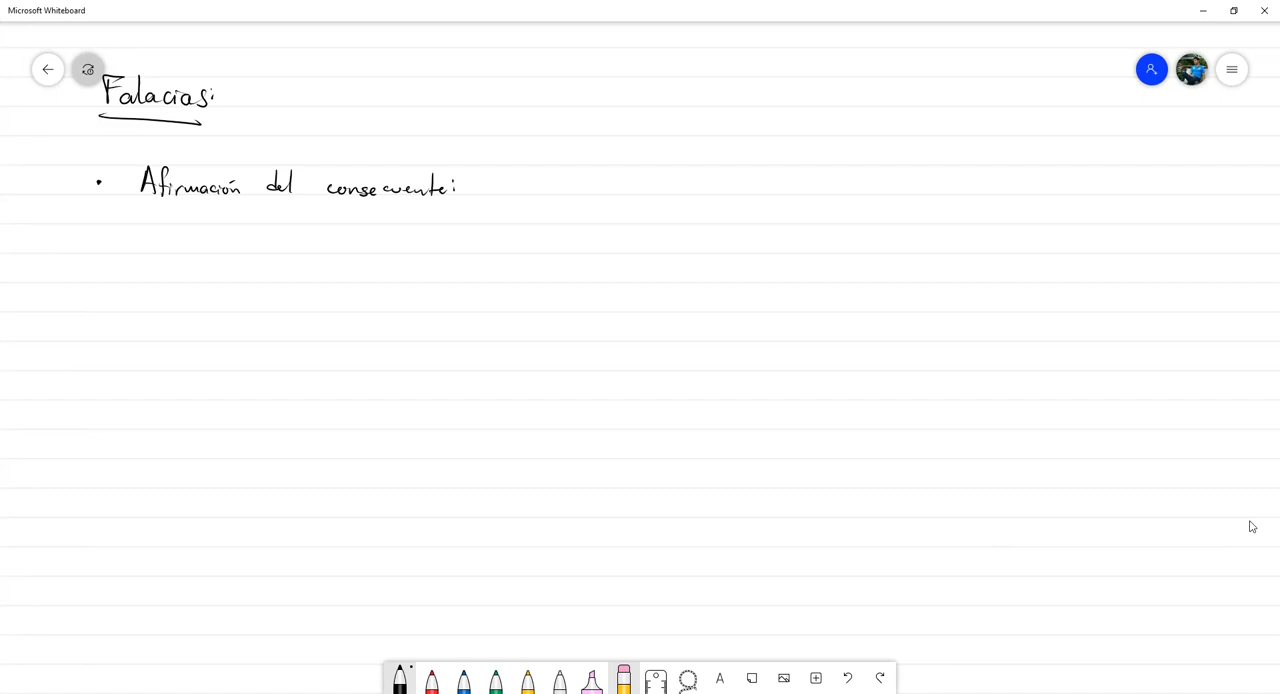 Microsoft Whiteboard
Falacias:
• Afirmación del consecuente:
A